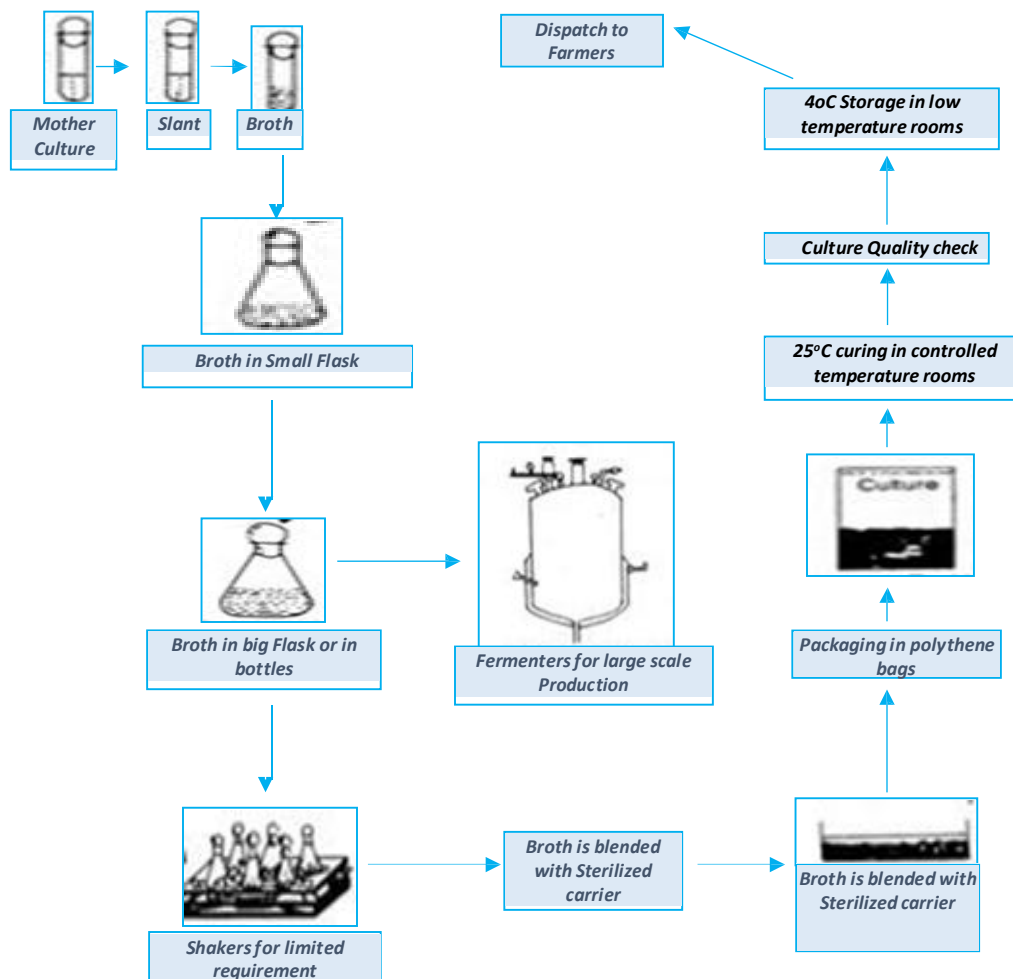 Mother
Culture
Slant
Broth
Broth in Small Flask
Broth in big Flask or in
bottles
Fermenters for large scale
Production
Shakers for limited
requirement
Broth is blended
with Sterilized
carrier
Broth is blended with
Sterilized carrier
Packaging in polythene
bags
Culture
25°C curing in controlled
temperature rooms
Culture Quality check
4oC Storage in low
temperature rooms
Dispatch to
Farmers